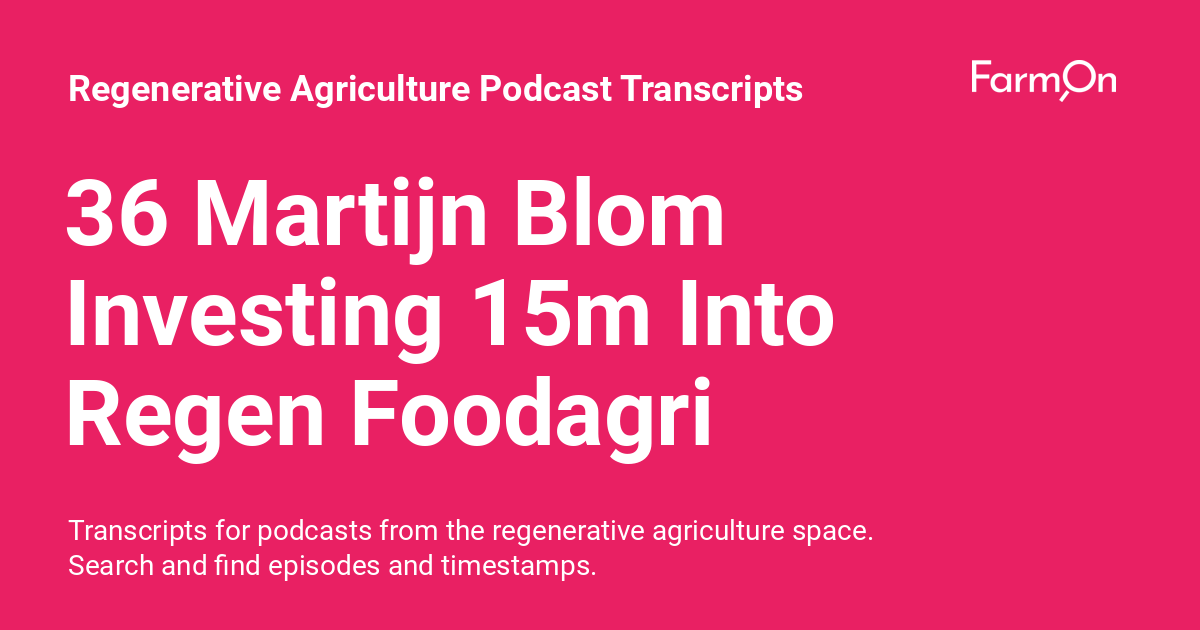 Regenerative Agriculture Podcast Transcripts
FarmOn
36 Martijn Blom
Investing 15m Into
Regen Foodagri
Transcripts for podcasts from the regenerative agriculture space.
Search and find episodes and timestamps.